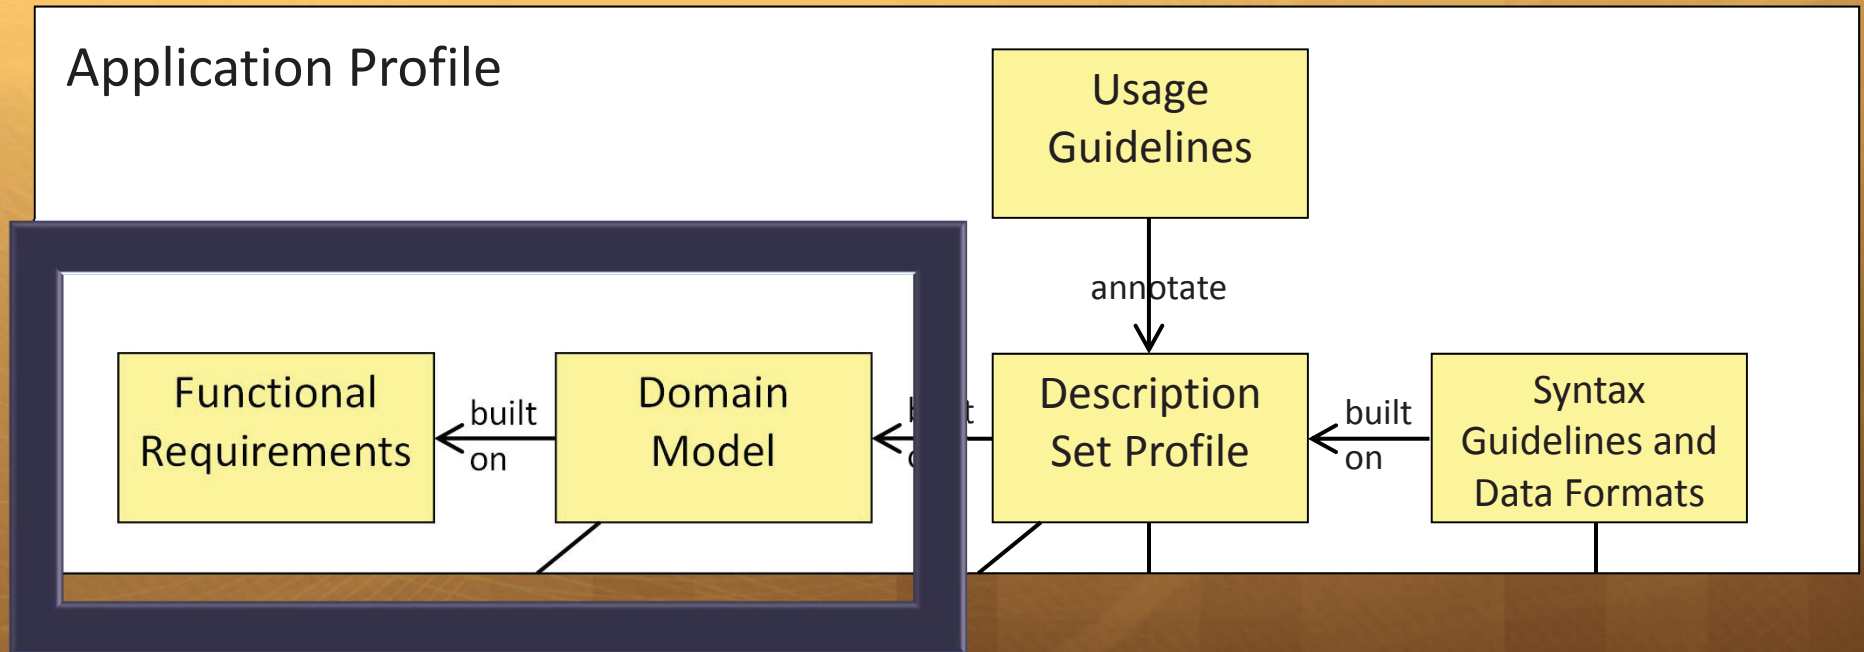 Application Profile
Usage
Guidelines
annotate
Functional
Requirements
built
on
Domain
Model
Description
Set Profile
built
on
Syntax
Guidelines and
Data Formats